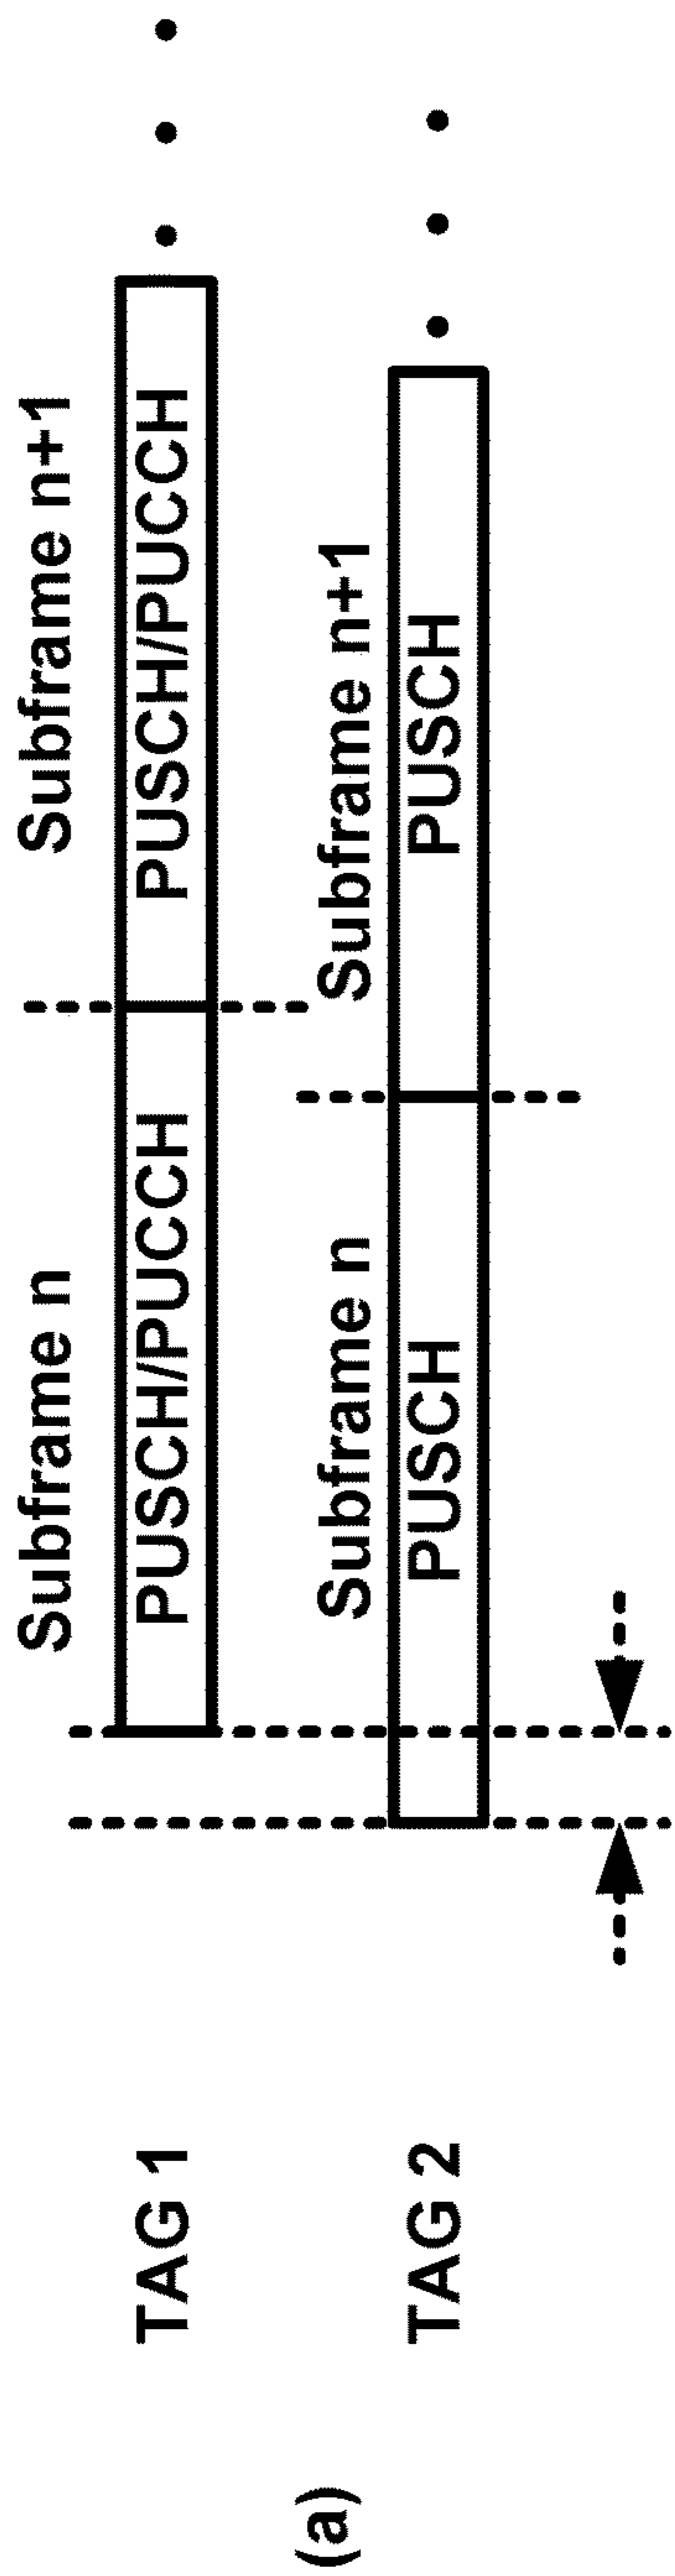 Subframe n
Subframe n+1
TAG 1
PUSCH/PUCCH
PUSCH/PUCCH
Subframe n
Subframe n+1
(a)
TAG 2
PUSCH
PUSCH